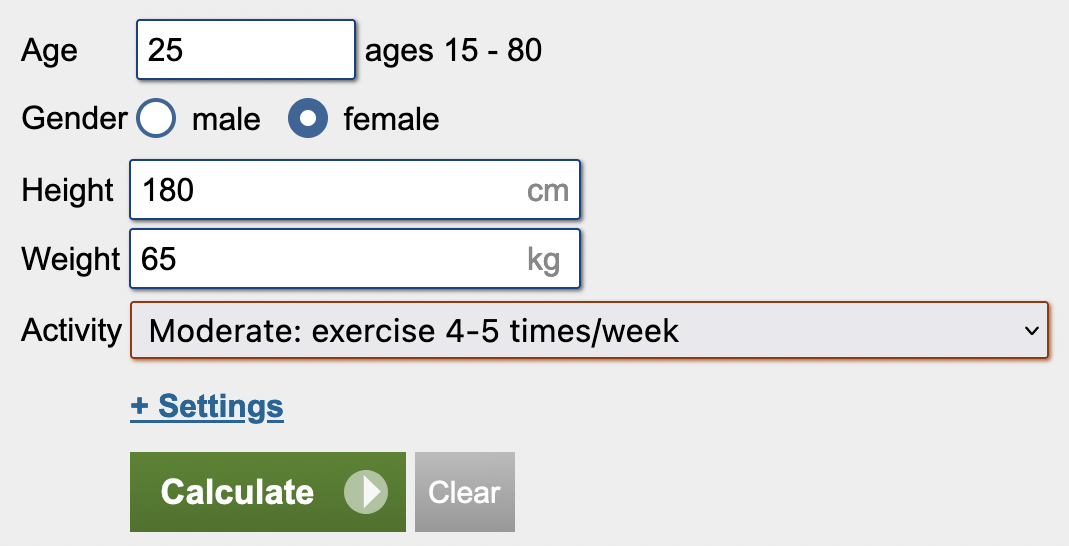 Age 25 ages 15 - 80
Gender male female
Height 180 cm
Weight 65 kg
Activity Moderate: exercise 4-5 times/week
+ Settings
Calculate Clear